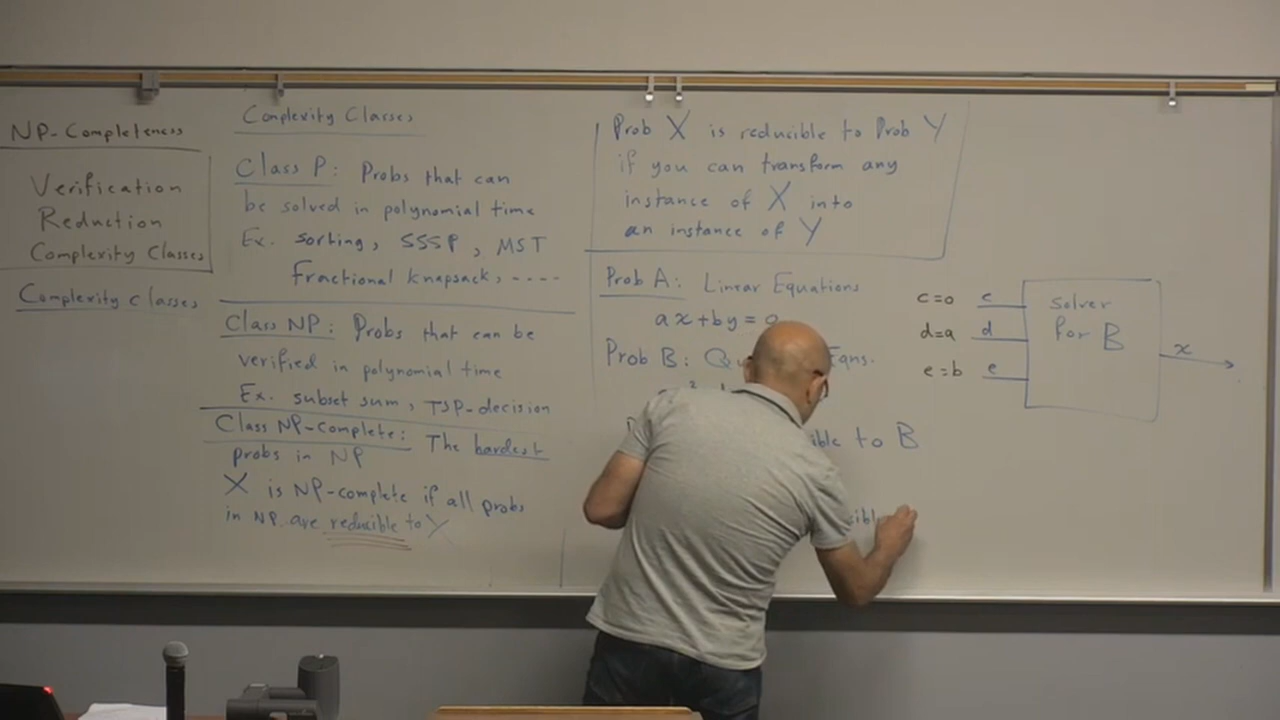 NP-Completeness
Verification
Reduction
Complexity Classes
Complexity classes
Complexity Classes
Class P: Probs that can
be solved in polynomial time
Ex. sorting, SSSP, MST
Fractional knapsack, ----
Class NP: Probs that can be
verified in polynomial time
Ex. subset sum, TSP-decision
Class NP-Complete: The hardest
probs in NP
X is NP-complete if all probs
in NP are reducible to X
Prob X is reducible to Prob Y
if you can transform any
instance of X into
an instance of Y
Prob A: Linear Equations
ax+by=
Prob B:
to B
c=0 c
d=a d
e=b e
Solver
for B
x